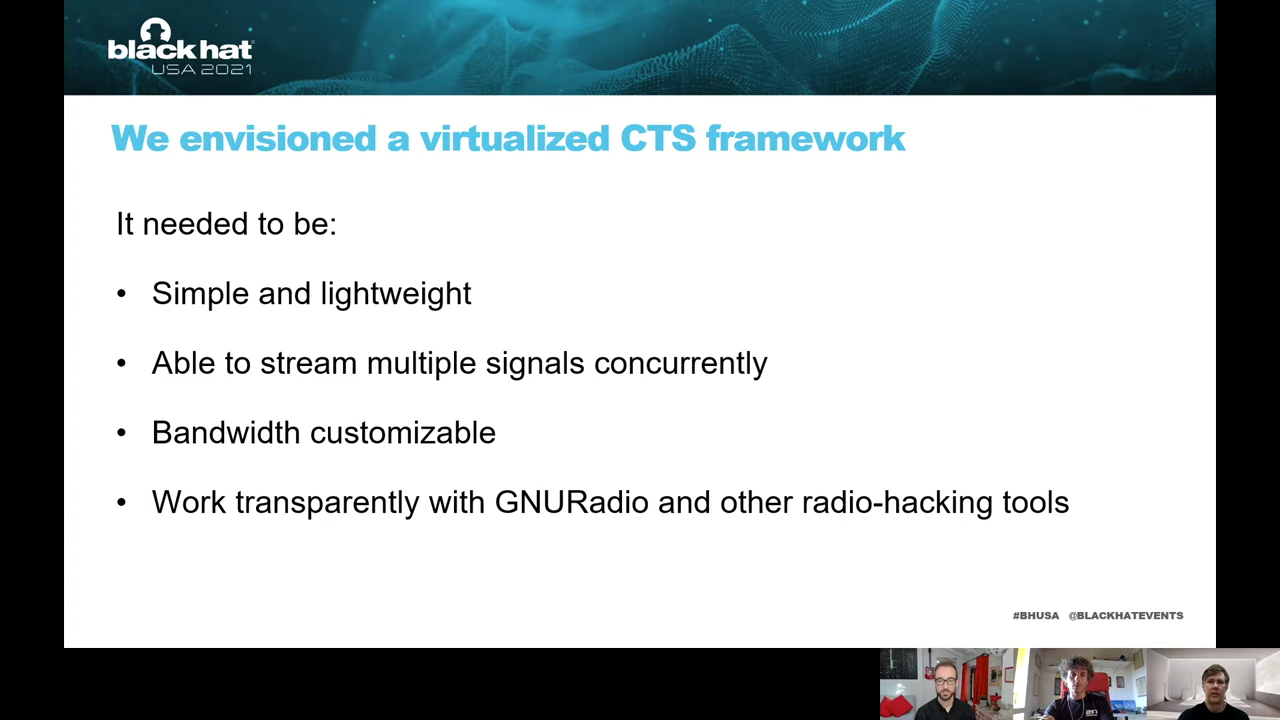 black hat
USA 2021
We envisioned a virtualized CTS framework
It needed to be:
• Simple and lightweight
• Able to stream multiple signals concurrently
• Bandwidth customizable
• Work transparently with GNURadio and other radio-hacking tools
#BHUSA @BLACKHATEVENTS